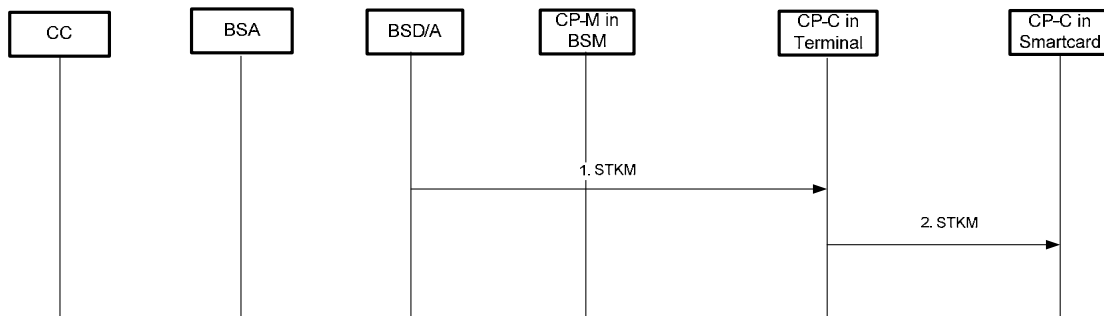 CC
BSA
BSD/A
CP-M in
BSM
CP-C in
Terminal
CP-C in
Smartcard
1. STKM
2. STKM